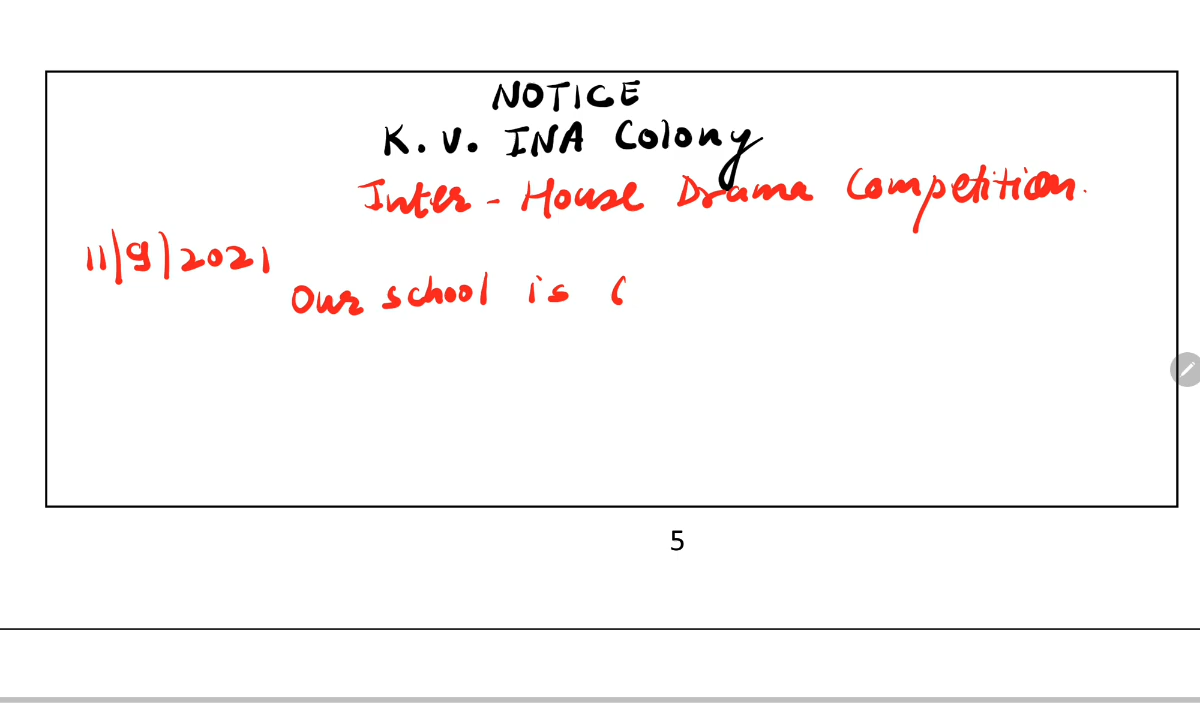 NOTICE
K. V. INA Colony
Inter - House Drama Competition.
11/9/2021
Our school is
5